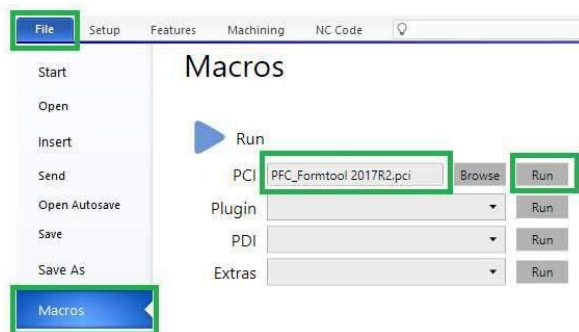 File Setup Features Machining NC Code
Start
Macros
Open
Insert
Run
Send
PCI PFC_Formtool 2017R2.pci Browse Run
Open Autosave
Plugin Run
Save
PDI Run
Save As
Extras Run
Macros